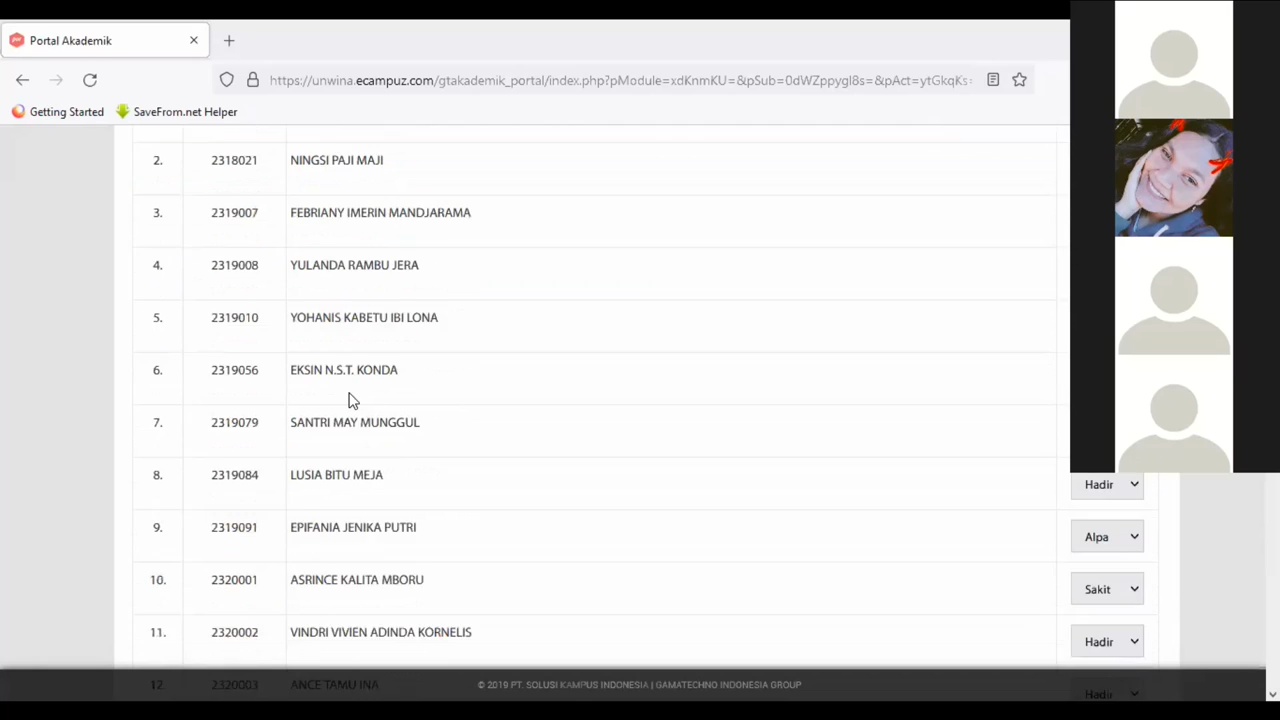 Portal Akademik
https://unwina.ecampuz.com/gtakademik_portal/index.php?pModule=xdKnmKU=&pSub=0dWZppygl8s=&pAct=ytGkqKs=
Getting Started SaveFrom.net Helper
2. 2318021 NINGSI PAJI MAJI
3. 2319007 FEBRIANY IMERIN MANDJARAMA
4. 2319008 YULANDA RAMBU JERA
5. 2319010 YOHANIS KABETU IBI LONA
6. 2319056 EKSIN N.S.T. KONDA
7. 2319079 SANTRI MAY MUNGGUL
8. 2319084 LUSIA BITU MEJA Hadir
9. 2319091 EPIFANIA JENIKA PUTRI Alpa
10. 2320001 ASRINCE KALITA MBORU Sakit
11. 2320002 VINDRI VIVIEN ADINDA KORNELIS Hadir
12. 2320003 ANCE TAMU INA Hadir
© 2019 PT. SOLUSI KAMPUS INDONESIA | GAMATECHNO INDONESIA GROUP